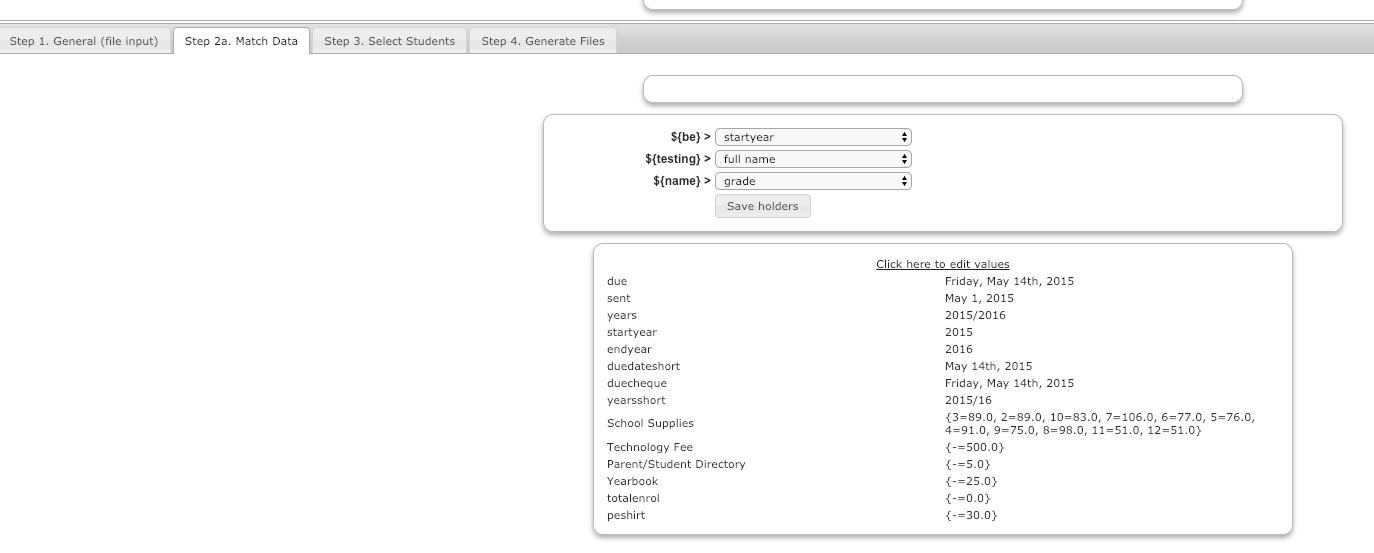 Step 1. General (file input) Step 2a. Match Data Step 3. Select Students Step 4. Generate Files
${be} > startyear
${testing} > full name
${name} > grade
Save holders
Click here to edit values
due Friday, May 14th, 2015
sent May 1, 2015
years 2015/2016
startyear 2015
endyear 2016
duedateshort May 14th, 2015
duecheque Friday, May 14th, 2015
yearsshort 2015/16
School Supplies {3=89.0, 2=89.0, 10=83.0, 7=106.0, 6=77.0, 5=76.0,
4=91.0, 9=75.0, 8=98.0, 11=51.0, 12=51.0}
Technology Fee {-=500.0}
Parent/Student Directory {-=5.0}
Yearbook {-=25.0}
totalenrol {-=0.0}
peshirt {-=30.0}